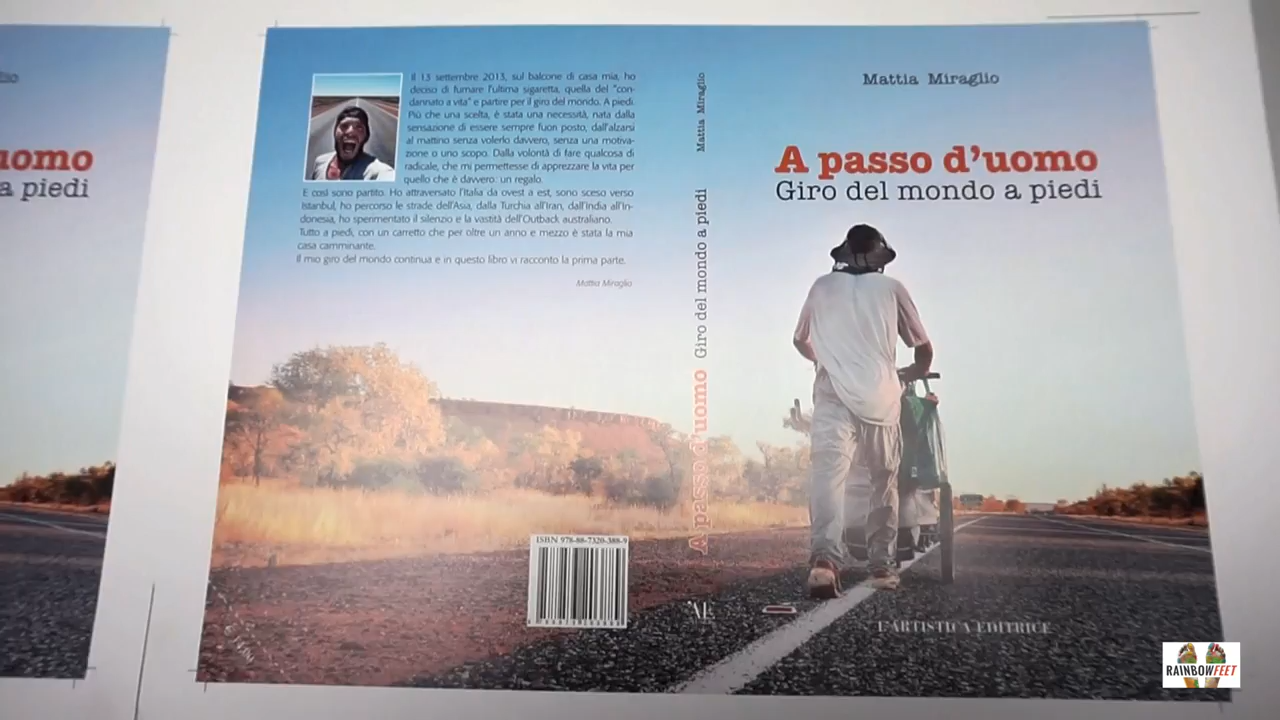 uomo
a piedi
Il 13 settembre 2013, sul balcone di casa mia, ho
deciso di fumare l'ultima sigaretta, quella del "con-
dannato a vita" e partire per il giro del mondo. A piedi.
Più che una scelta, è stata una necessità, nata dalla
sensazione di essere sempre fuori posto, dall'alzarsi
al mattino senza volerlo davvero, senza una motiva-
zione o uno scopo. Dalla volontà di fare qualcosa di
radicale, che mi permettesse di apprezzare la vita per
quello che è davvero: un regalo.
E così sono partito. Ho attraversato l'Italia da ovest a est, sono sceso verso
Istanbul, ho percorso le strade dell'Asia, dalla Turchia all'Iran, dall'India all'In-
donesia, ho sperimentato il silenzio e la vastità dell'Outback australiano.
Tutto a piedi, con un carretto che per oltre un anno e mezzo è stata la mia
casa camminante.
Il mio giro del mondo continua e in questo libro vi racconto la prima parte.
Mattia Miraglio
ISBN 978-88-7320-388-9
A passo d'uomo Giro del mondo a piedi Mattia Miraglio
Mattia Miraglio
A passo d'uomo
Giro del mondo a piedi
L'ARTISTICA EDITRICE
RAINBOWFEET